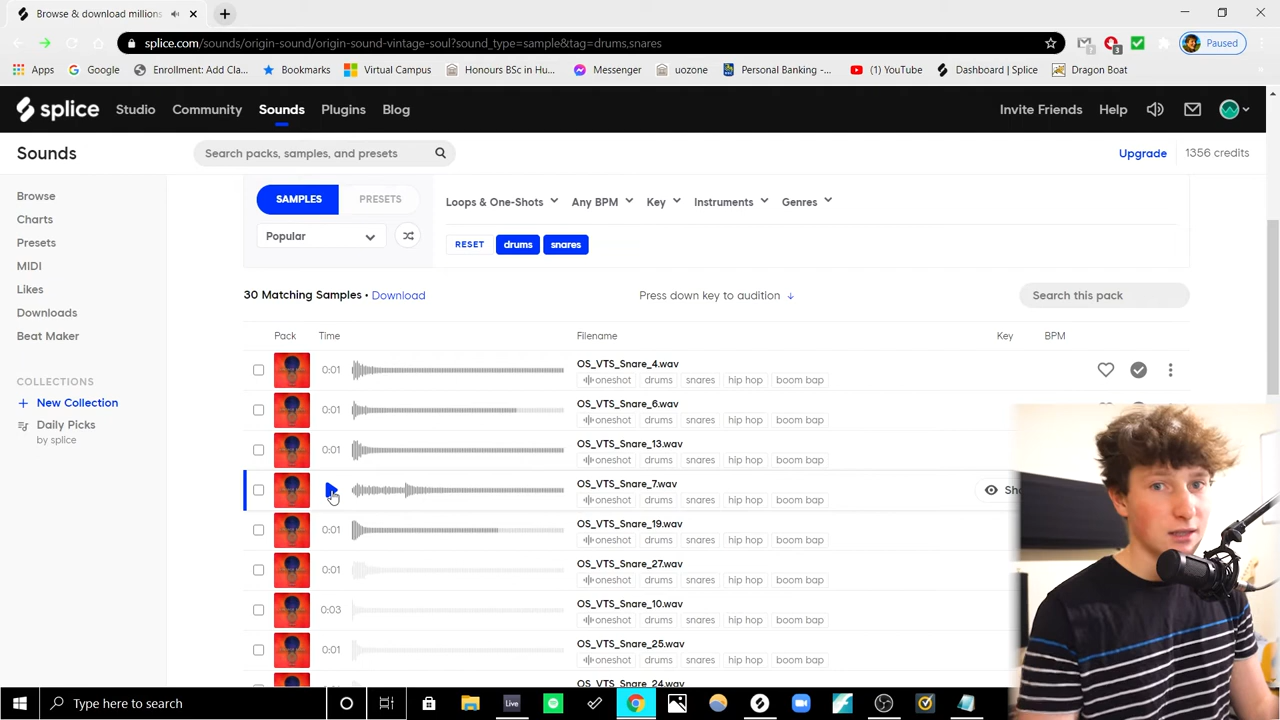 Browse & download millions
splice.com/sounds/origin-sound/origin-sound-vintage-soul?sound_type=sample&tag=drums,snares
Paused
Apps Google Enrollment: Add Cla... Bookmarks Virtual Campus Honours BSc in Hu... Messenger uozone Personal Banking -... (1) YouTube Dashboard | Splice Dragon Boat
splice Studio Community Sounds Plugins Blog Invite Friends Help
Sounds Search packs, samples, and presets Upgrade 1356 credits
Browse
Charts
Presets
MIDI
Likes
Downloads
Beat Maker
COLLECTIONS
+ New Collection
Daily Picks
by splice
SAMPLES PRESETS Loops & One-Shots Any BPM Key Instruments Genres
Popular RESET drums snares
30 Matching Samples • Download Press down key to audition ↓ Search this pack
Pack Time Filename Key BPM
0:01 OS_VTS_Snare_4.wav
oneshot drums snares hip hop boom bap
0:01 OS_VTS_Snare_6.wav
oneshot drums snares hip hop boom bap
0:01 OS_VTS_Snare_13.wav
oneshot drums snares hip hop boom bap
OS_VTS_Snare_7.wav
oneshot drums snares hip hop boom bap
0:01 OS_VTS_Snare_19.wav
oneshot drums snares hip hop boom bap
0:01 OS_VTS_Snare_27.wav
oneshot drums snares hip hop boom bap
0:03 OS_VTS_Snare_10.wav
oneshot drums snares hip hop boom bap
0:01 OS_VTS_Snare_25.wav
oneshot drums snares hip hop boom bap
OS_VTS_Snare_24.wav
Type here to search Live